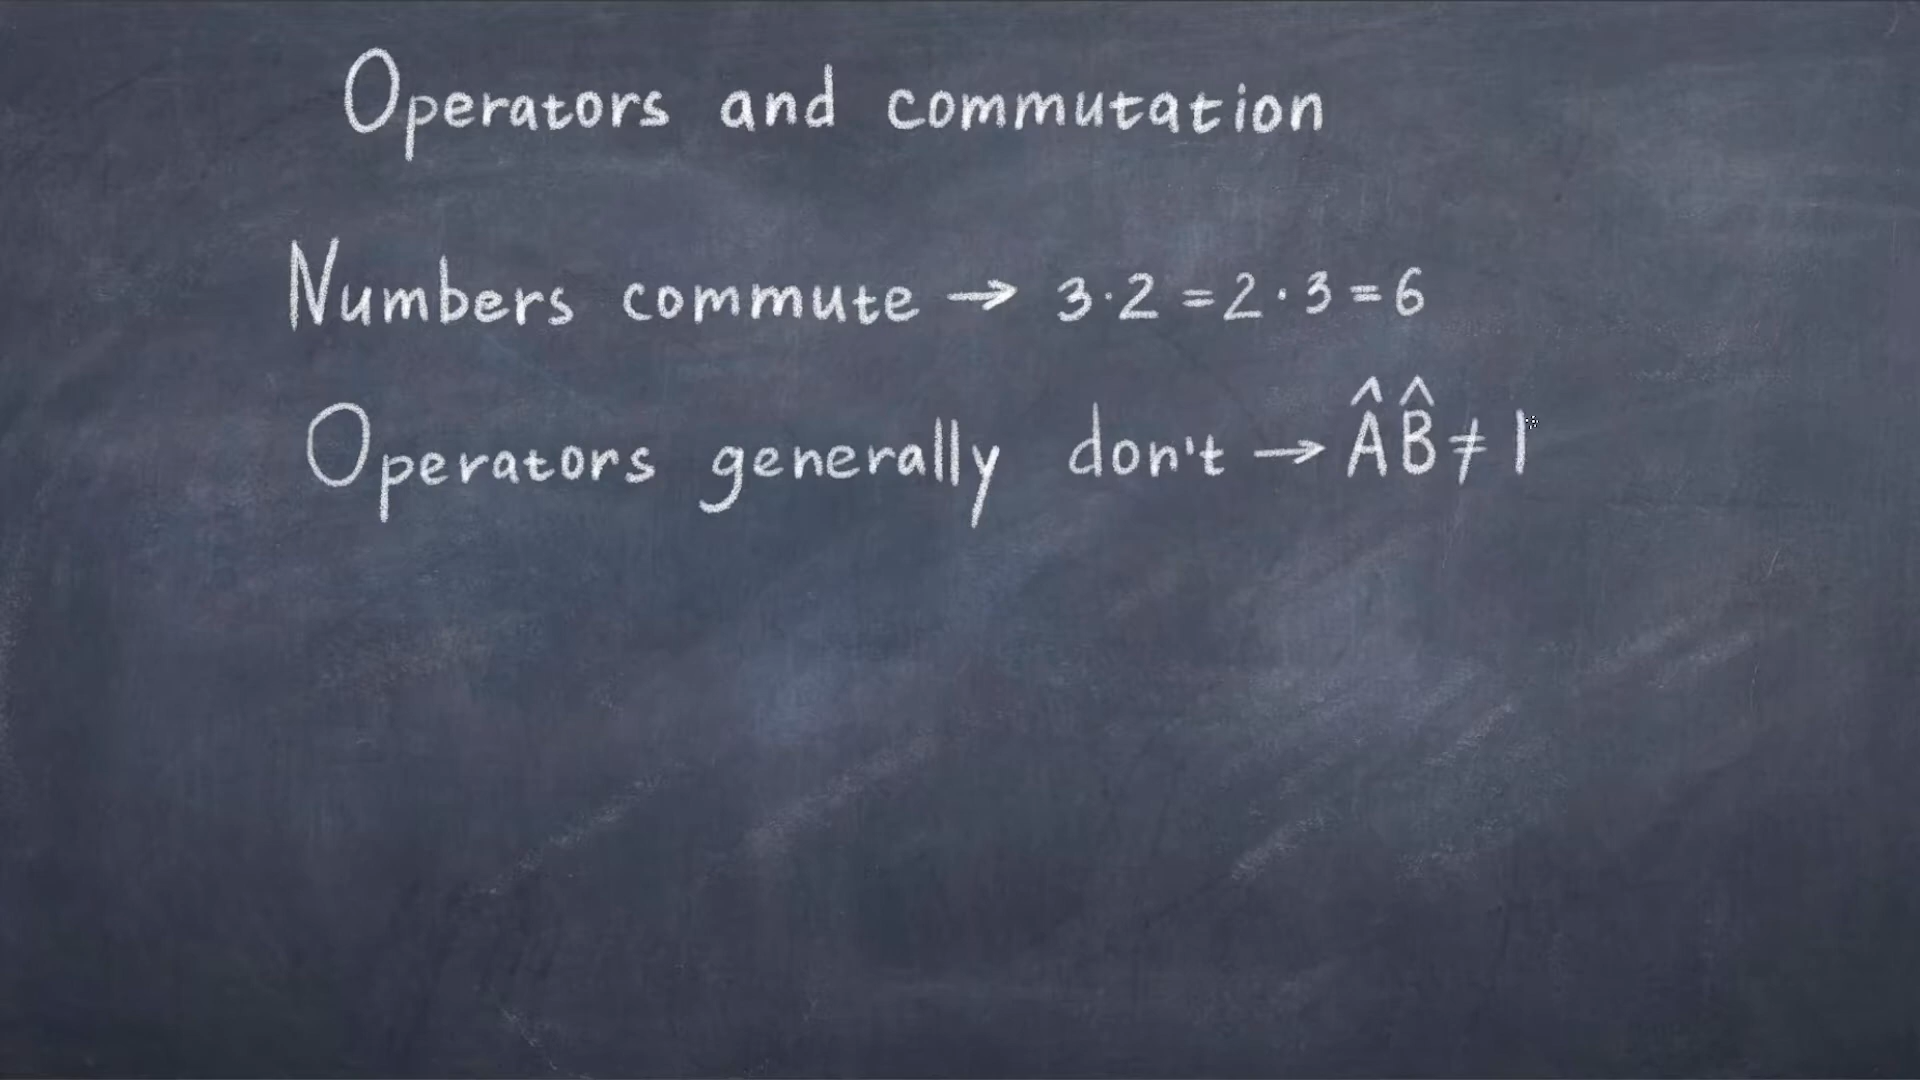 Operators and commutation
Numbers commute → 3·2=2·3=6
Operators generally don't → ÂB̂≠